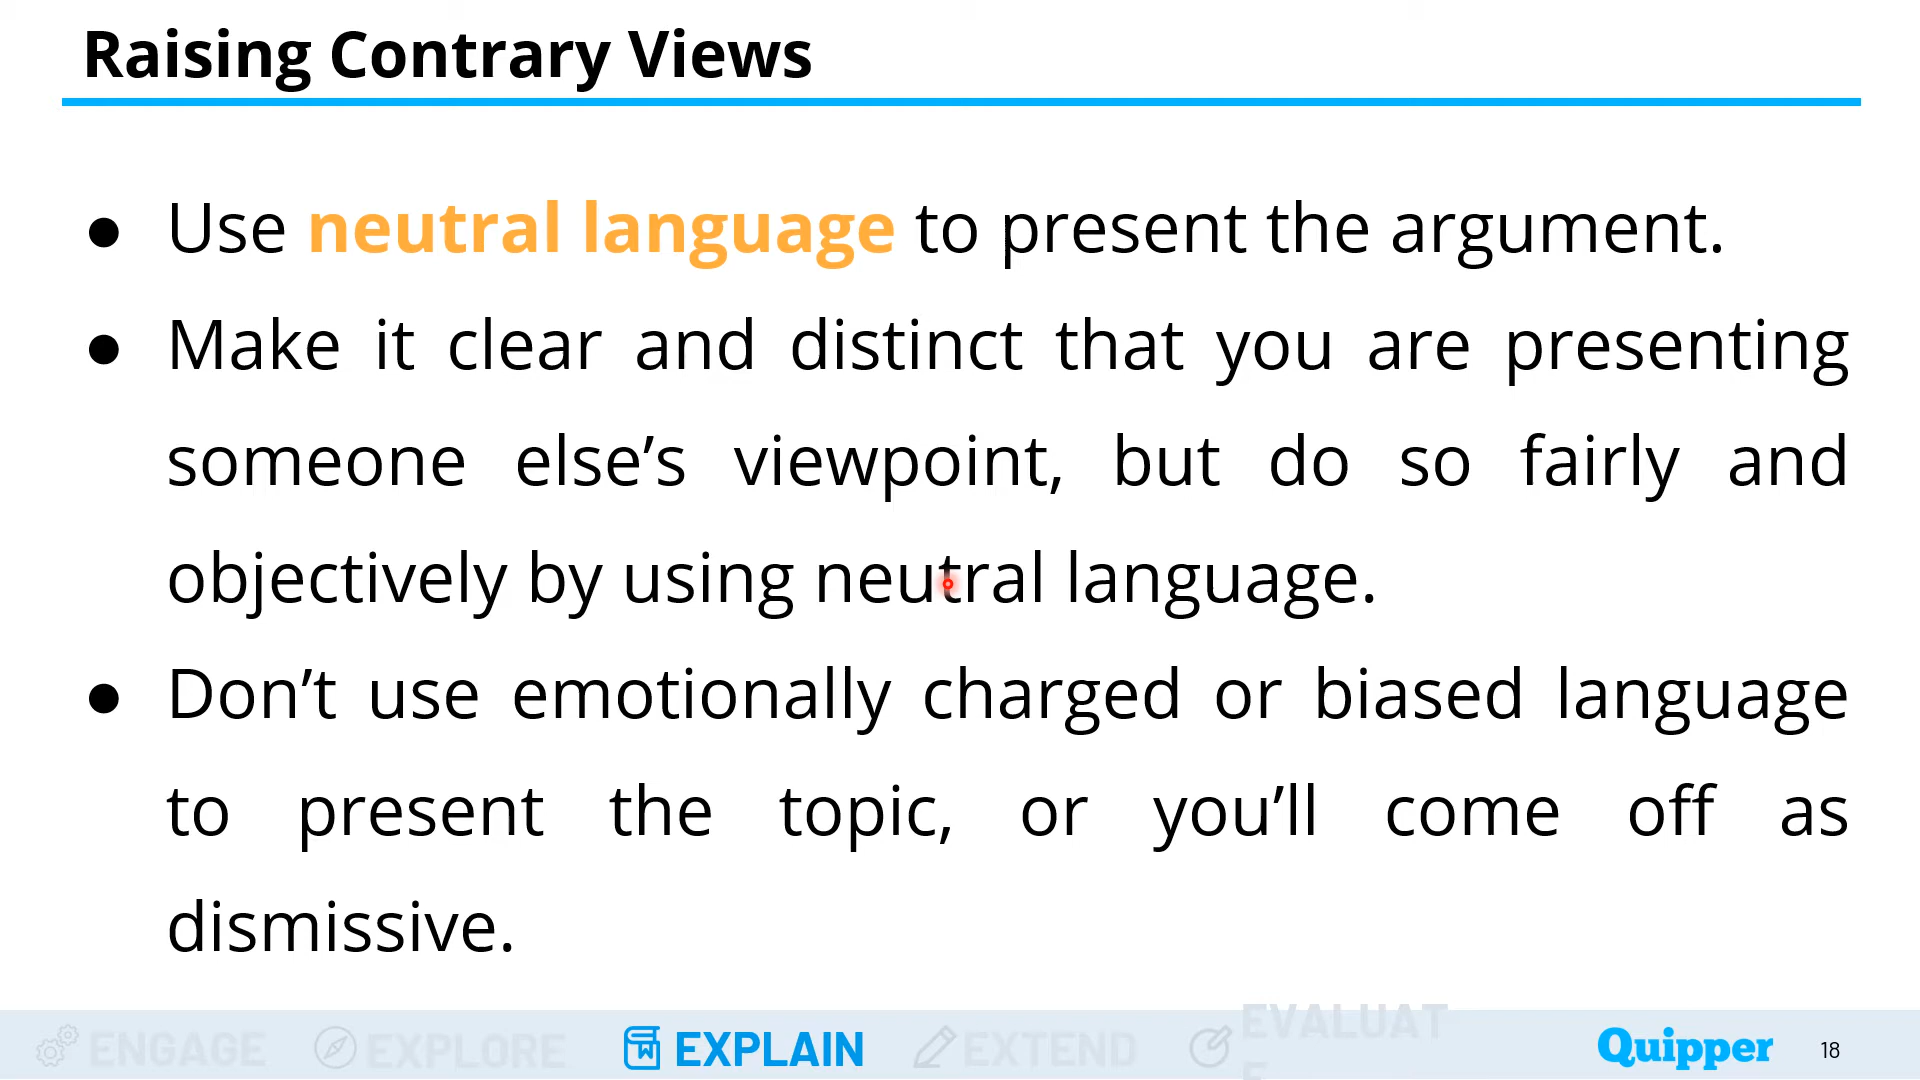 Raising Contrary Views
● Use neutral language to present the argument.
● Make it clear and distinct that you are presenting
someone else’s viewpoint, but do so fairly and
objectively by using neutral language.
● Don’t use emotionally charged or biased language
to present the topic, or you’ll come off as
dismissive.
ENGAGE EXPLORE EXPLAIN EXTEND EVALUAT
E
Quipper 18